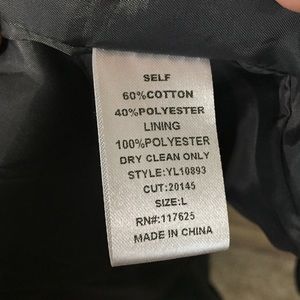 SELF
60%COTTON
40%POLYESTER
LINING
100%POLYESTER
DRY CLEAN ONLY
STYLE:YL10893
CUT:20145
SIZE:L
RN#:117625
MADE IN CHINA